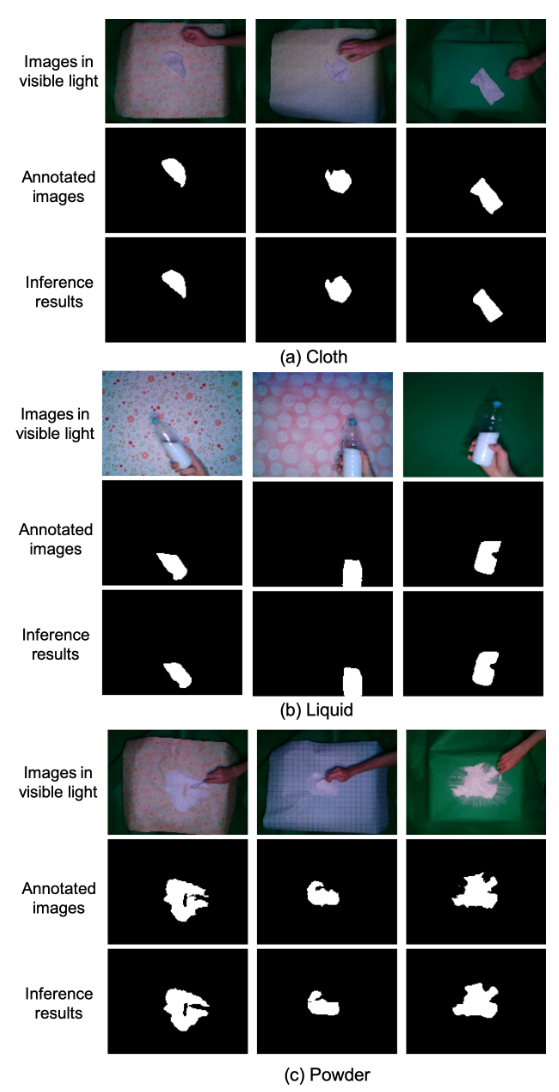 Images in
visible light
Annotated
images
Inference
results
(a) Cloth
Images in
visible light
Annotated
images
Inference
results
(b) Liquid
Images in
visible light
Annotated
images
Inference
results
(c) Powder